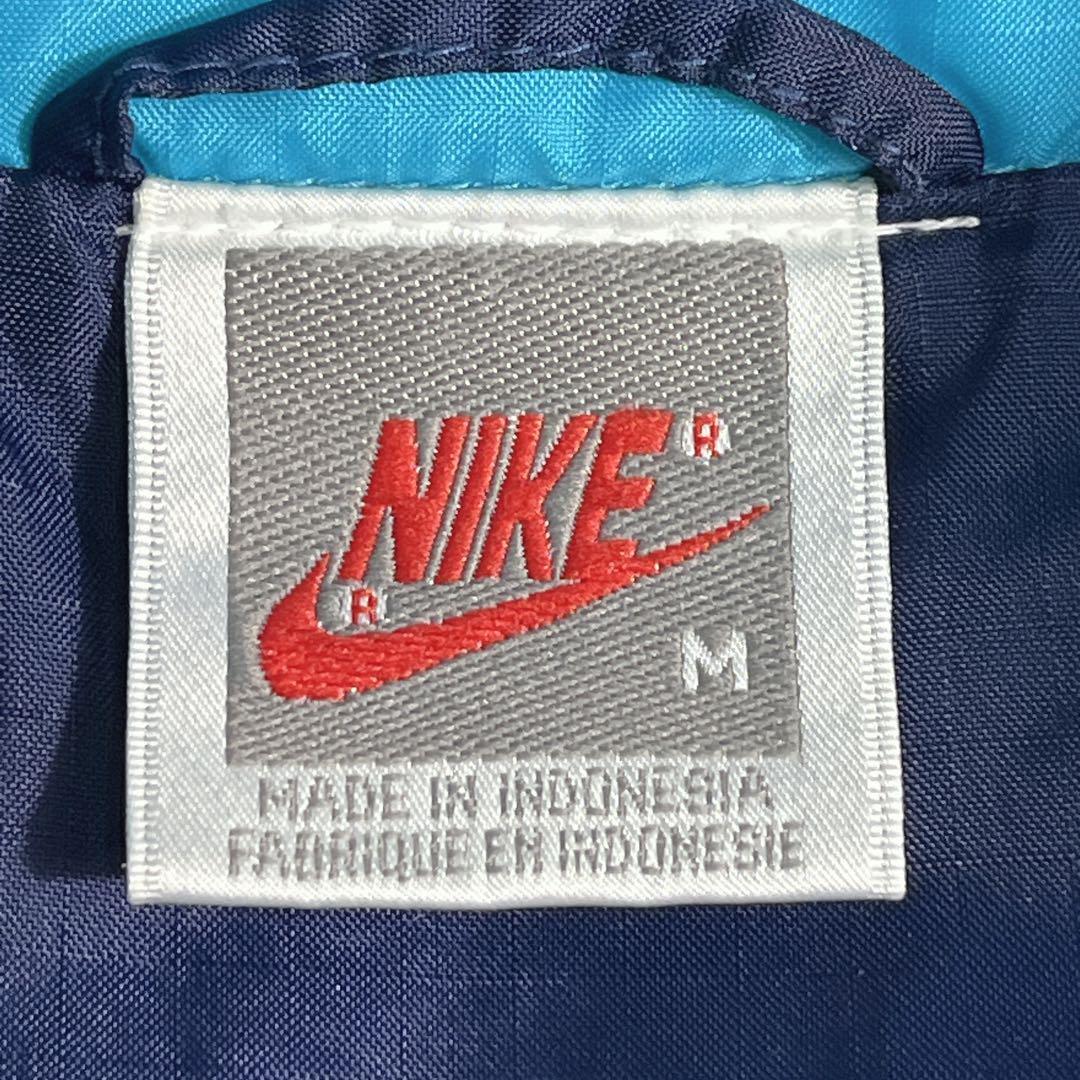 NIKE®
®
M
MADE IN INDONESIA
FABRIQUE EN INDONESIE